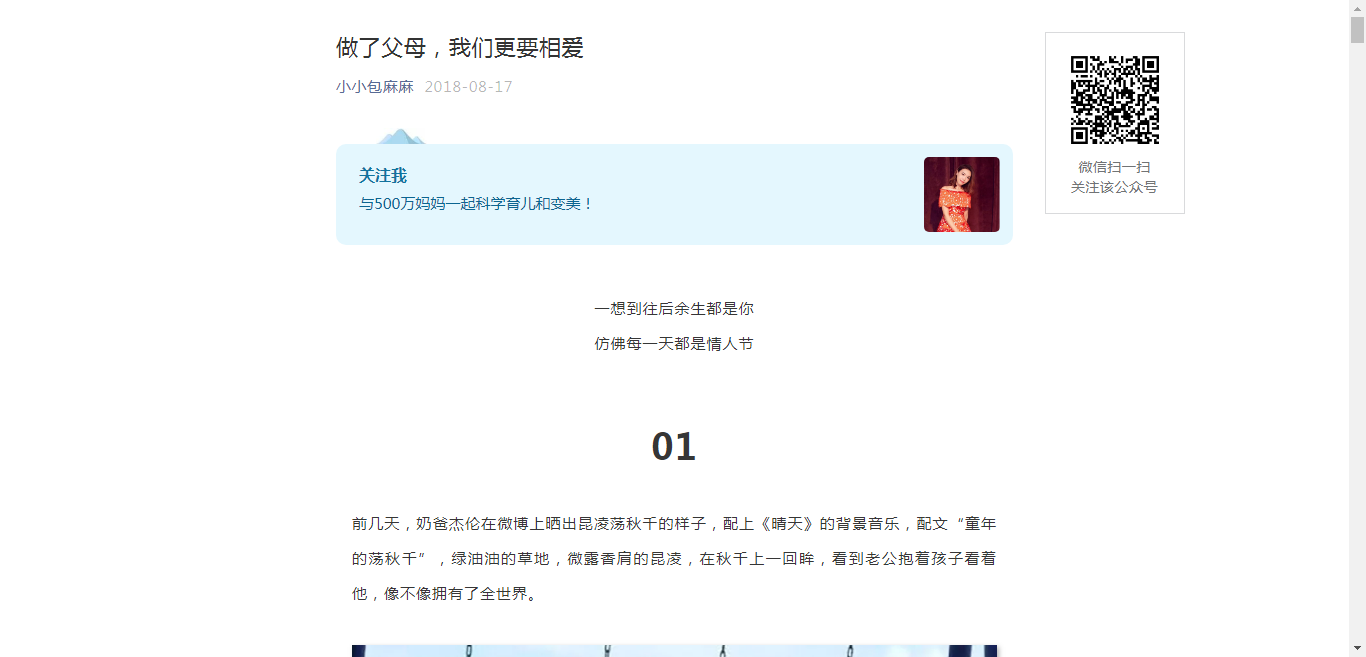 做了父母，我们更要相爱
小小包麻麻 2018-08-17
关注我
与500万妈妈一起科学育儿和变美！
微信扫一扫
关注该公众号
一想到往后余生都是你
仿佛每一天都是情人节
01
前几天，奶爸杰伦在微博上晒出昆凌荡秋千的样子，配上《晴天》的背景音乐，配文“童年
的荡秋千”，绿油油的草地，微露香肩的昆凌，在秋千上一回眸，看到老公抱着孩子看着
他，像不像拥有了全世界。